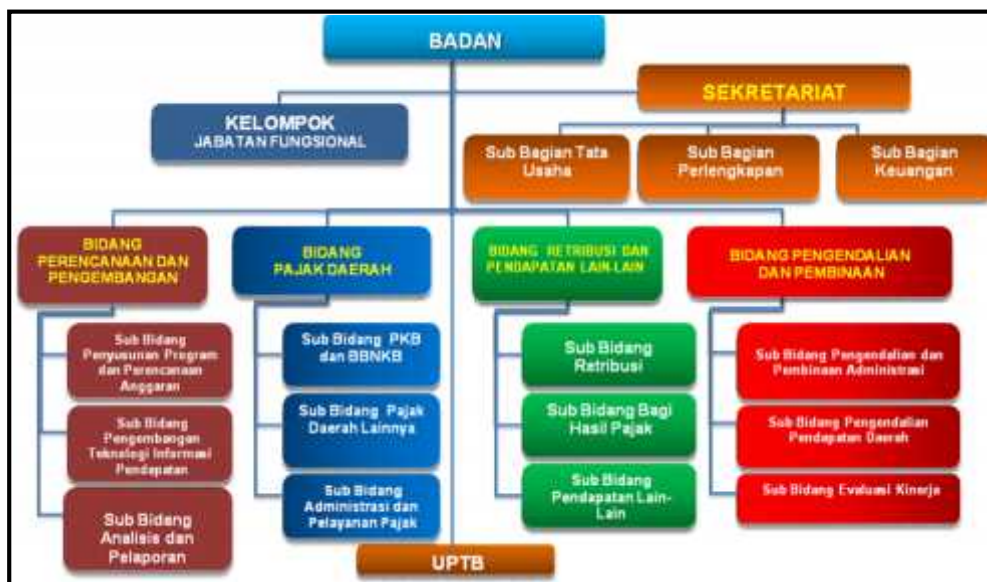 BADAN
SEKRETARIAT
KELOMPOK
JABATAN FUNGSIONAL
Sub Bagian Tata
Usaha
Sub Bagian
Perlengkapan
Sub Bagian
Keuangan
BIDANG
PERENCANAAN DAN
PENGEMBANGAN
BIDANG
PAJAK DAERAH
BIDANG RETRIBUSI DAN
PENDAPATAN LAIN-LAIN
BIDANG PENGENDALIAN
DAN PEMBINAAN
Sub Bidang
Penyusunan Program
dan Perencanaan
Anggaran
Sub Bidang
Pengembangan
Teknologi Informasi
Pendapatan
Sub Bidang
Analisis dan
Pelaporan
Sub Bidang PKB
dan BBNKB
Sub Bidang Pajak
Daerah Lainnya
Sub Bidang
Administrasi dan
Pelayanan Pajak
Sub Bidang
Retribusi
Sub Bidang Bagi
Hasil Pajak
Sub Bidang
Pendapatan Lain-
Lain
Sub Bidang Pengendalian dan
Pembinaan Administrasi
Sub Bidang Pengendalian
Pendapatan Daerah
Sub Bidang Evaluasi Kinerja
UPTB